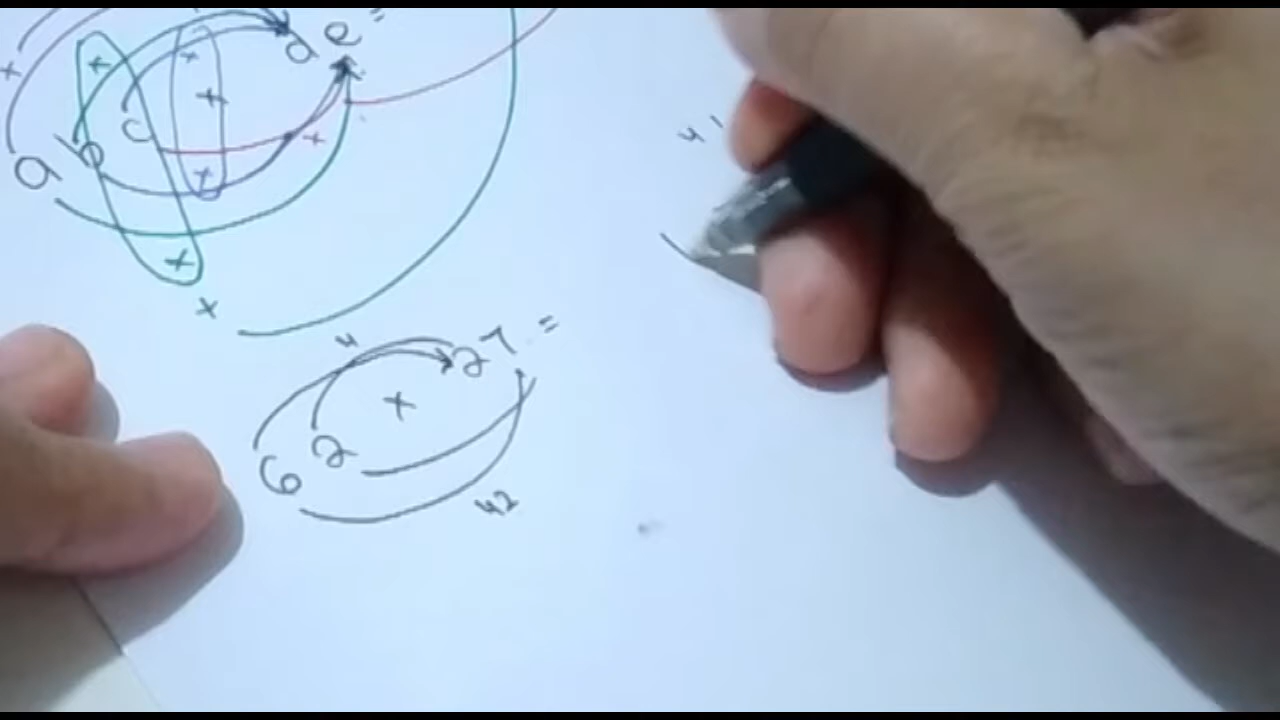 x x x d e =
a b c x x
x x
x
4 27 =
x
62
42
4